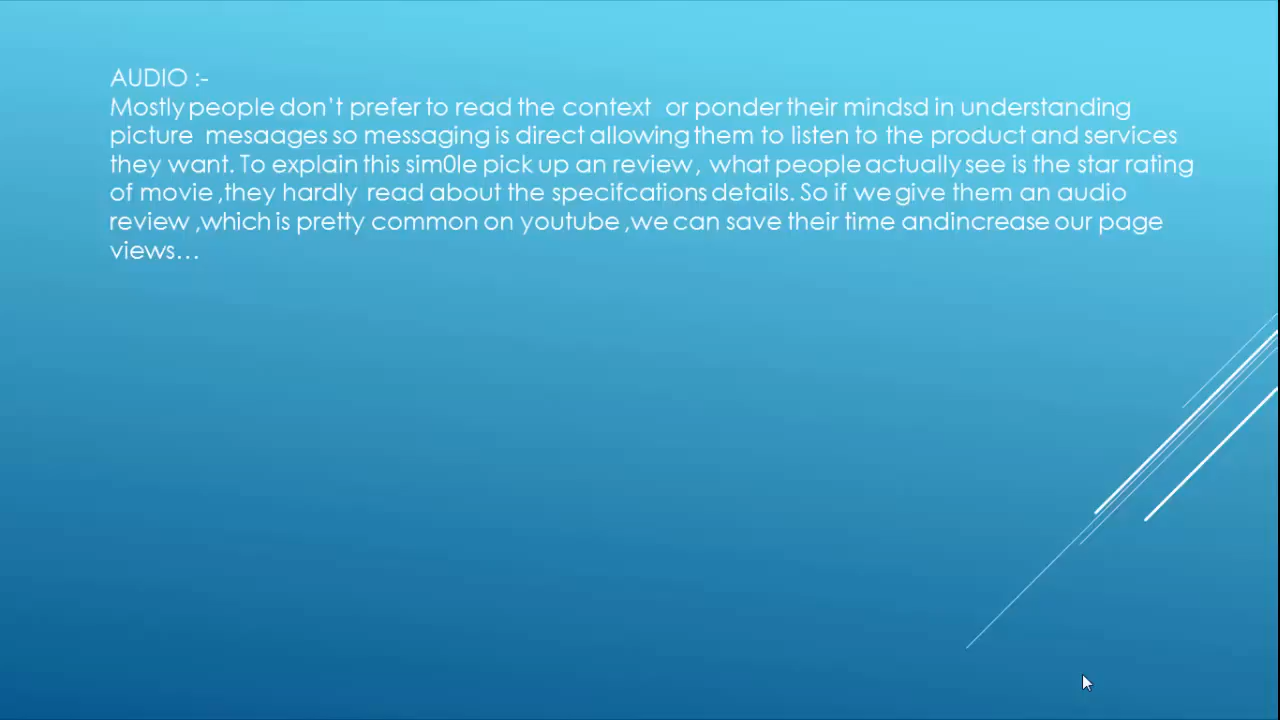 AUDIO :-
Mostly people don't prefer to read the context or ponder their mindsd in understanding
picture mesaages so messaging is direct allowing them to listen to the product and services
they want. To explain this sim0le pick up an review, what people actually see is the star rating
of movie ,they hardly read about the specifcations details. So if we give them an audio
review ,which is pretty common on youtube ,we can save their time andincrease our page
views...